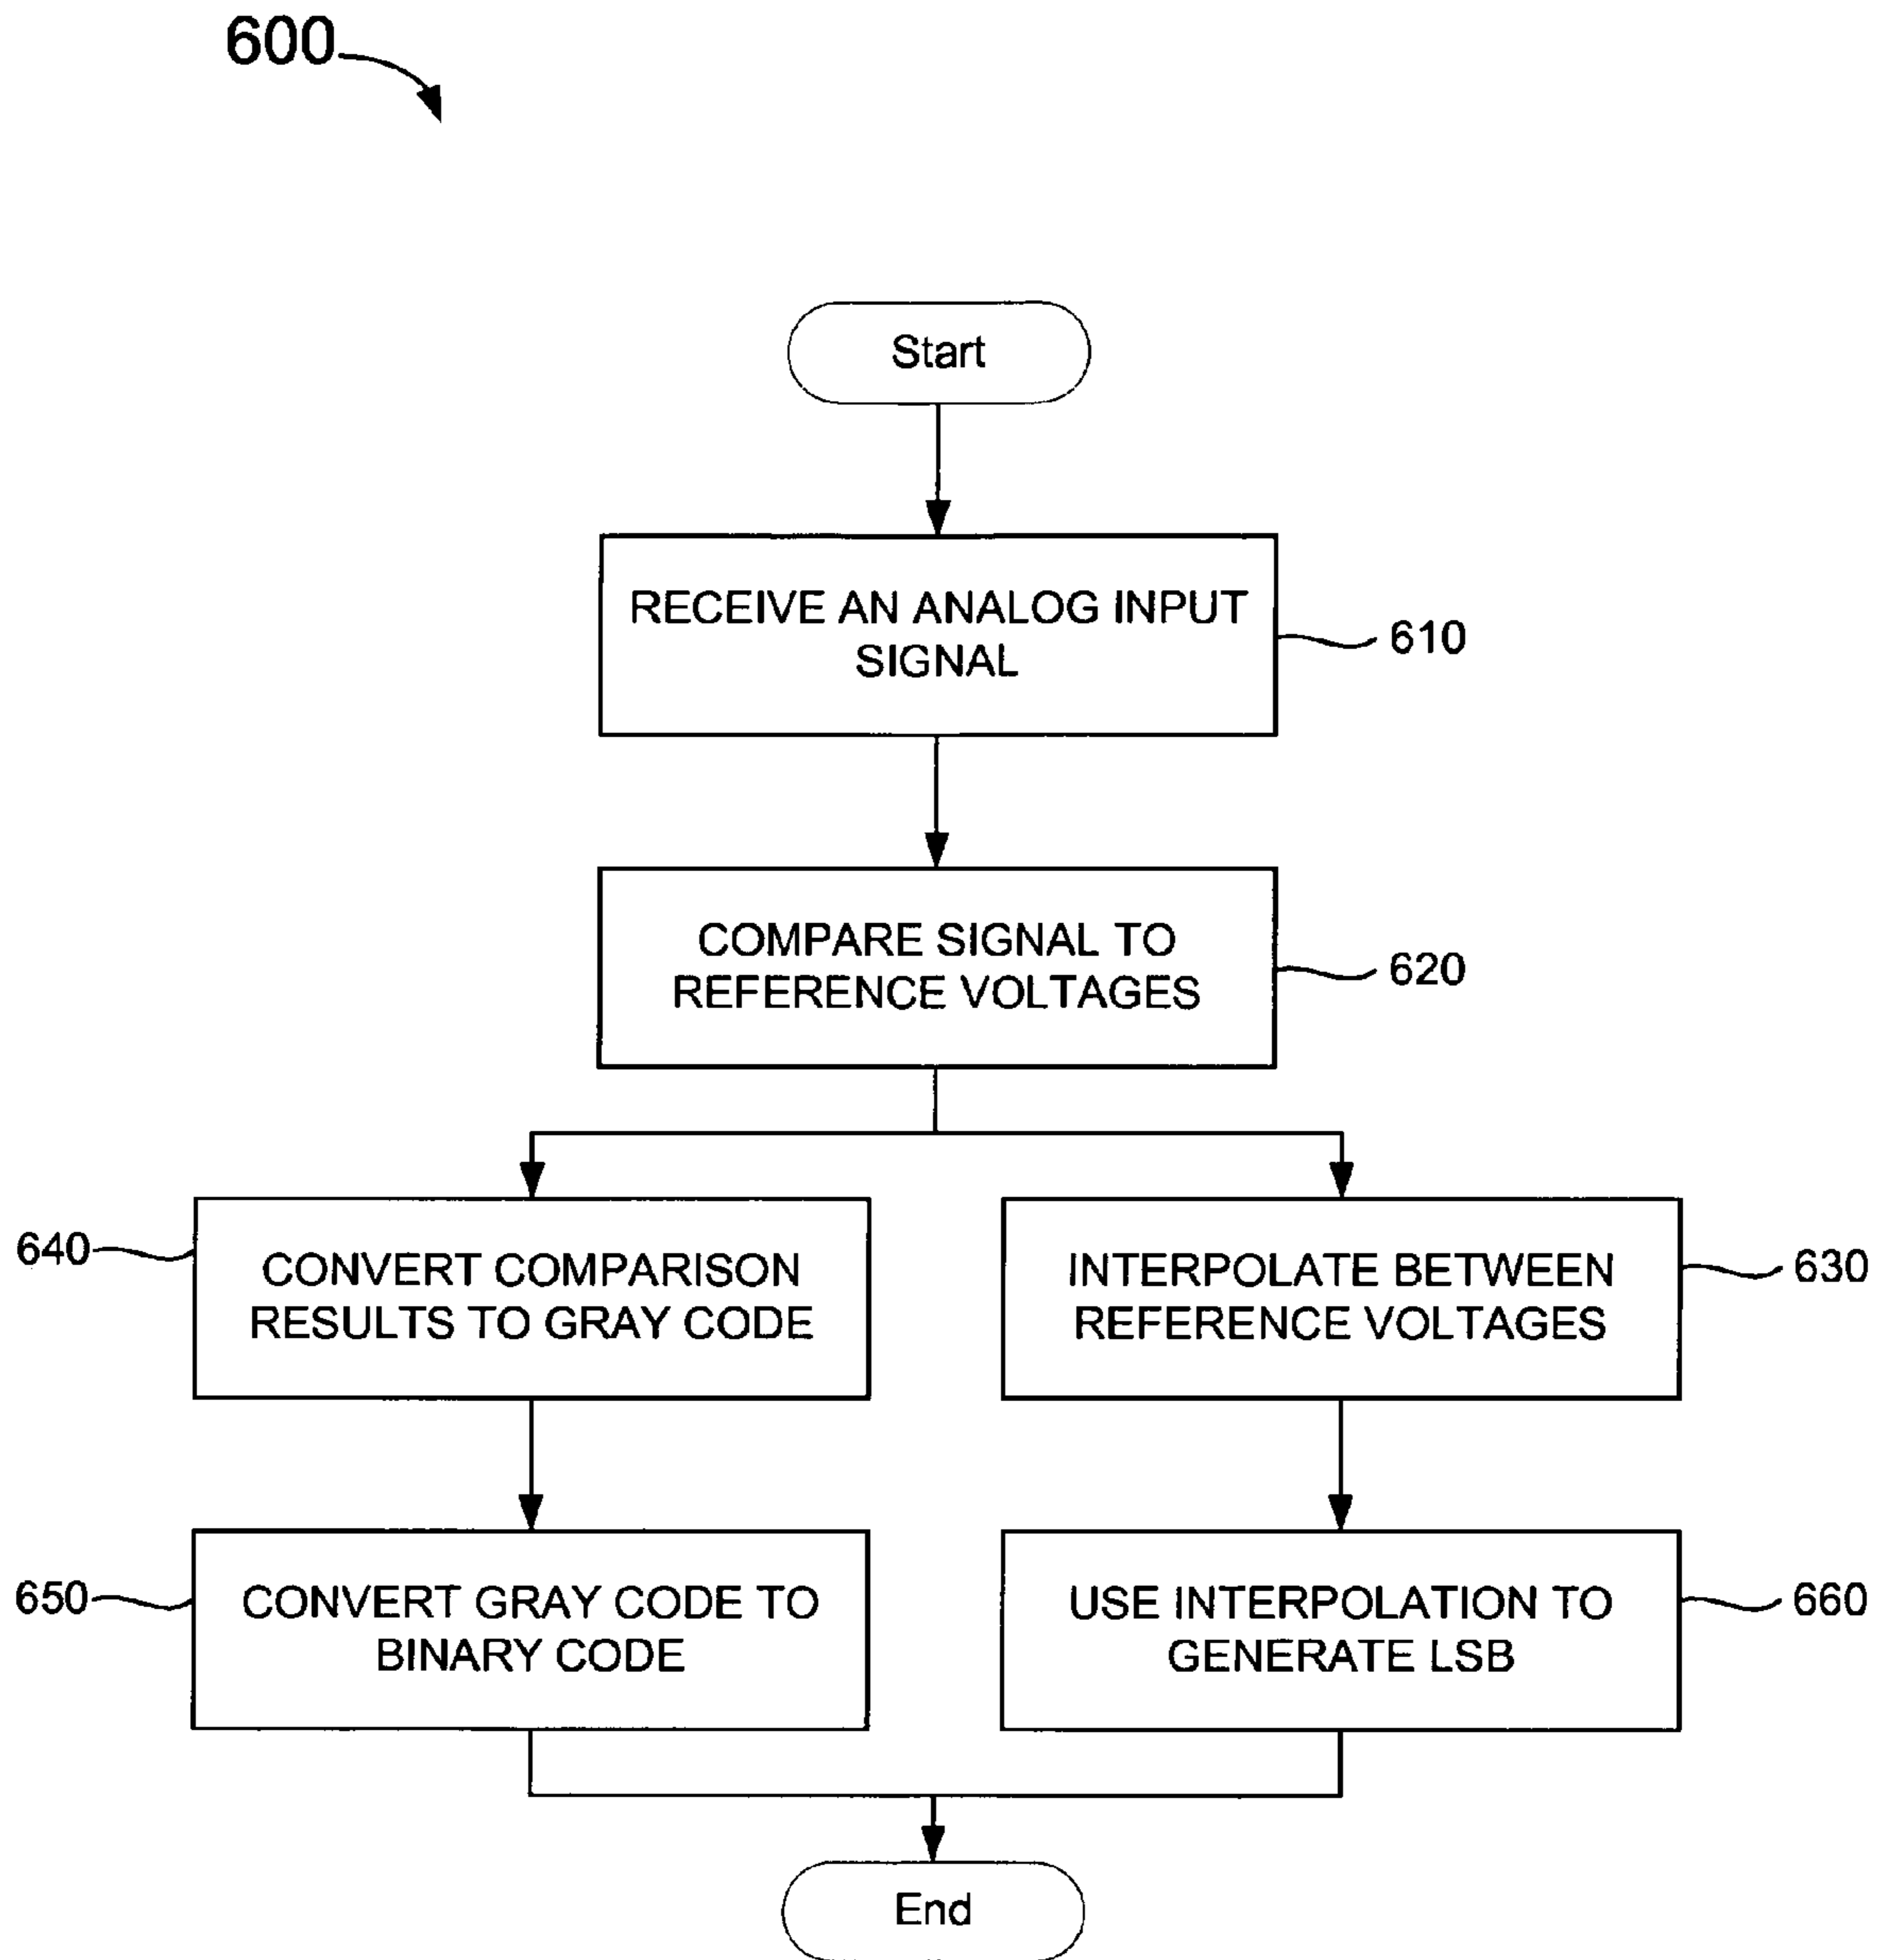 600
Start
RECEIVE AN ANALOG INPUT
SIGNAL
610
COMPARE SIGNAL TO
REFERENCE VOLTAGES
620
640
CONVERT COMPARISON
RESULTS TO GRAY CODE
INTERPOLATE BETWEEN
REFERENCE VOLTAGES
630
650
CONVERT GRAY CODE TO
BINARY CODE
USE INTERPOLATION TO
GENERATE LSB
660
End